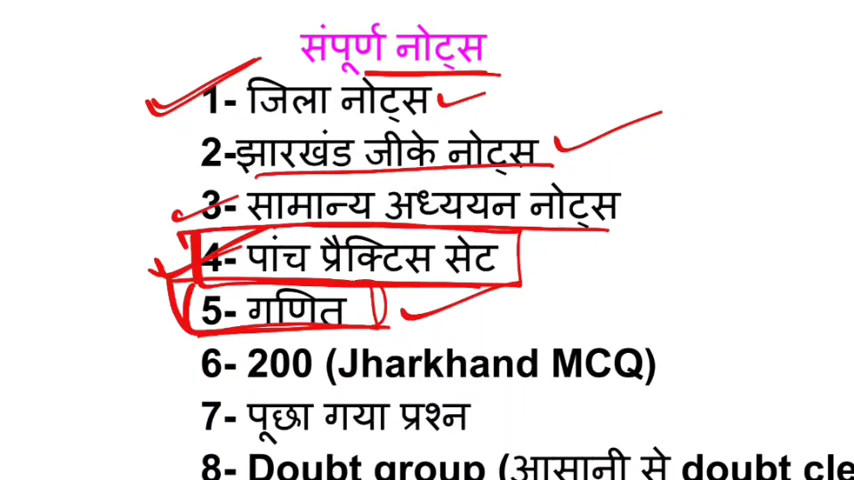 संपूर्ण नोट्स
1- जिला नोट्स
2-झारखंड जीके नोट्स
3- सामान्य अध्ययन नोट्स
4- पांच प्रैक्टिस सेट
5- गणित
6- 200 (Jharkhand MCQ)
7- पूछा गया प्रश्न
8- Doubt group (आसानी से doubt cle